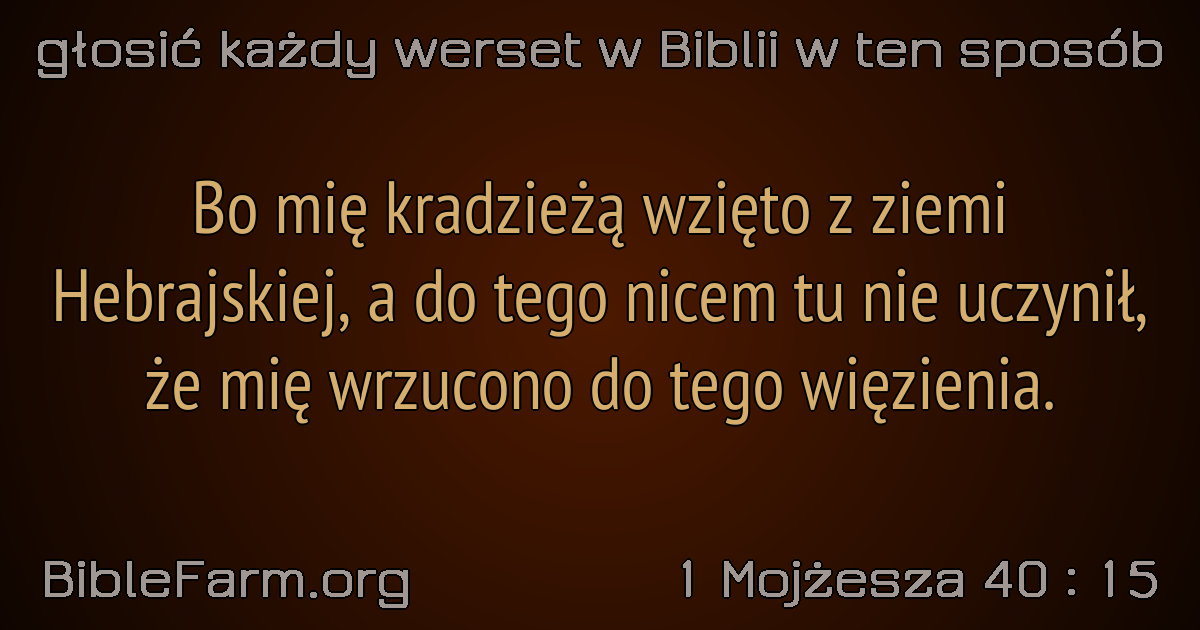 głosić każdy werset w Biblii w ten sposób
Bo mię kradzieżą wzięto z ziemi
Hebrajskiej, a do tego nicem tu nie uczynił,
że mię wrzucono do tego więzienia.
BibleFarm.org
1 Mojżesza 40 : 15